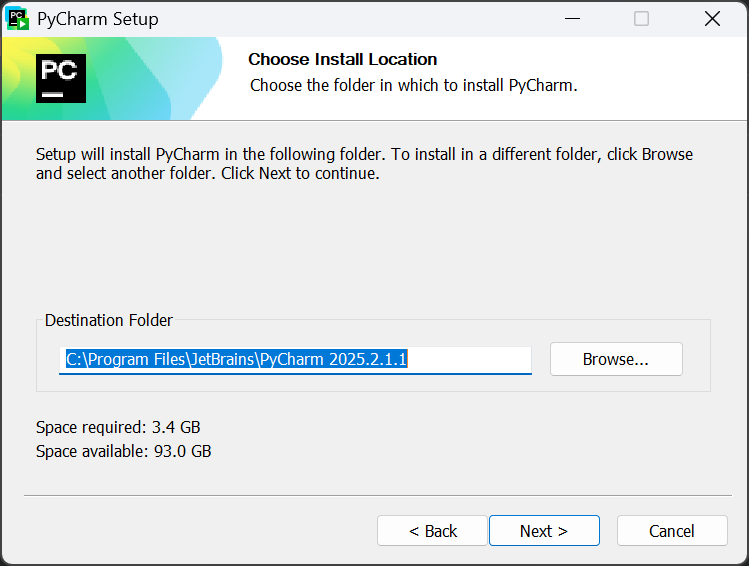 PyCharm Setup
PC
Choose Install Location
Choose the folder in which to install PyCharm.
Setup will install PyCharm in the following folder. To install in a different folder, click Browse
and select another folder. Click Next to continue.
Destination Folder
C:\Program Files\JetBrains\PyCharm 2025.2.1.1
Browse...
Space required: 3.4 GB
Space available: 93.0 GB
< Back
Next >
Cancel